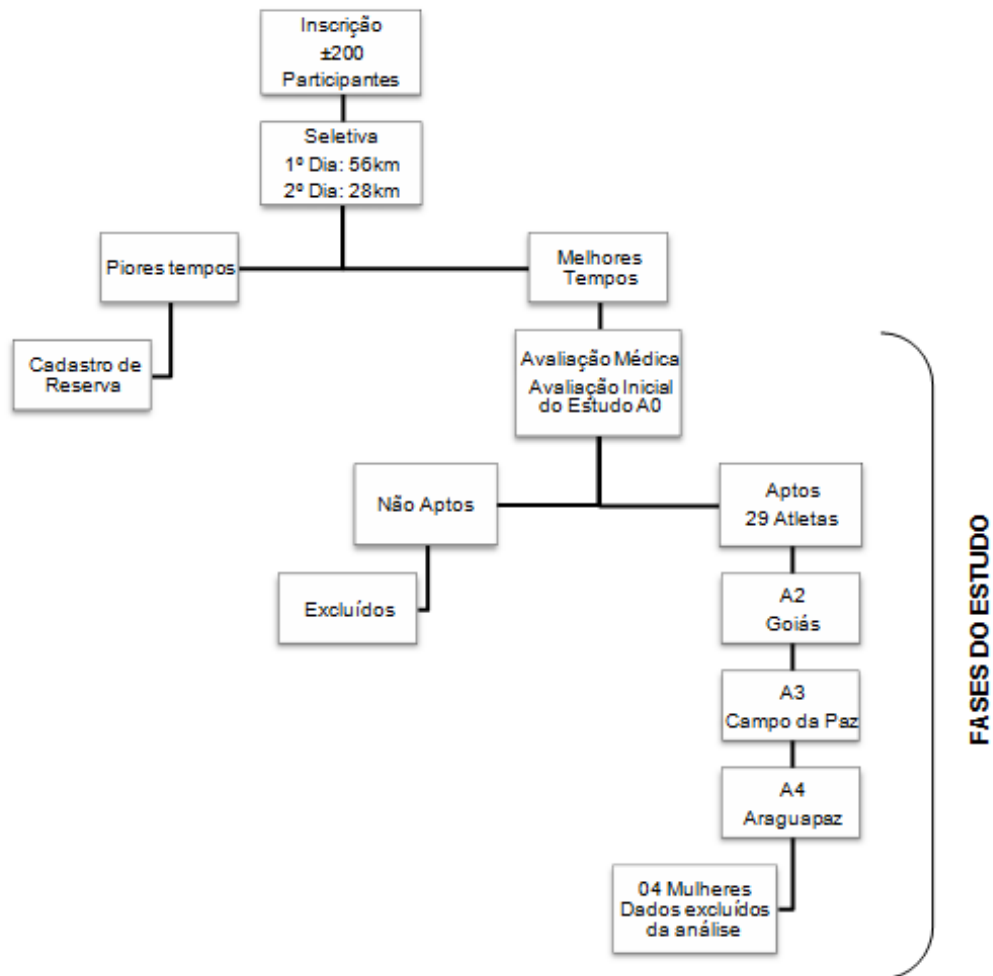 Inscrição
±200
Participantes
Seletiva
1º Dia: 56km
2º Dia: 28km
Piores tempos
Melhores
Tempos
Cadastro de
Reserva
Avaliação Médica
Avaliação Inicial
do Estudo A0
Não Aptos
Aptos
29 Atletas
Excluídos
A2
Goiás
A3
Campo da Paz
A4
Araguapaz
04 Mulheres
Dados excluídos
da análise
FASES DO ESTUDO